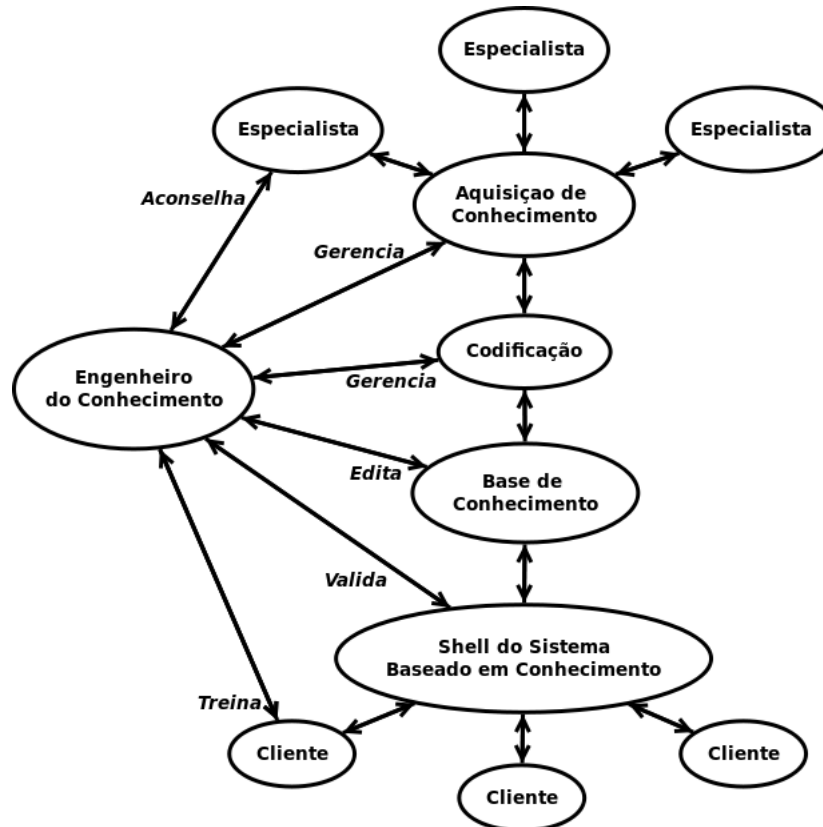 Especialista
Especialista
Especialista
Aconselha
Aquisiçao de
Conhecimento
Gerencia
Codificação
Engenheiro
do Conhecimento
Gerencia
Edita
Base de
Conhecimento
Valida
Shell do Sistema
Baseado em Conhecimento
Treina
Cliente
Cliente
Cliente